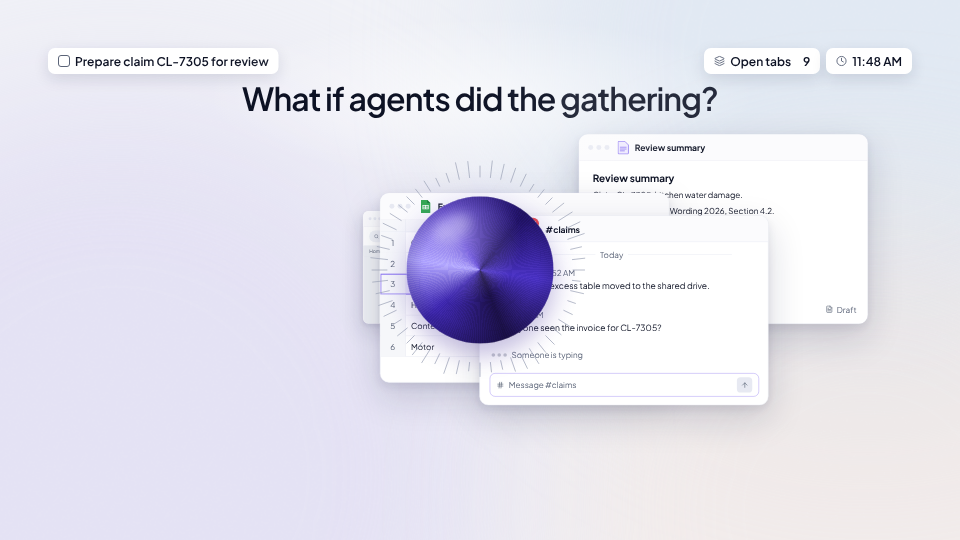 Prepare claim CL-7305 for review
Open tabs 9
11:48 AM
What if agents did the gathering?
Review summary
Review summary
water damage.
Wording 2026, Section 4.2.
Draft
#claims
Today
AM
excess table moved to the shared drive.
seen the invoice for CL-7305?
Someone is typing
# Message #claims
1
2
3
4
5
6 Motor